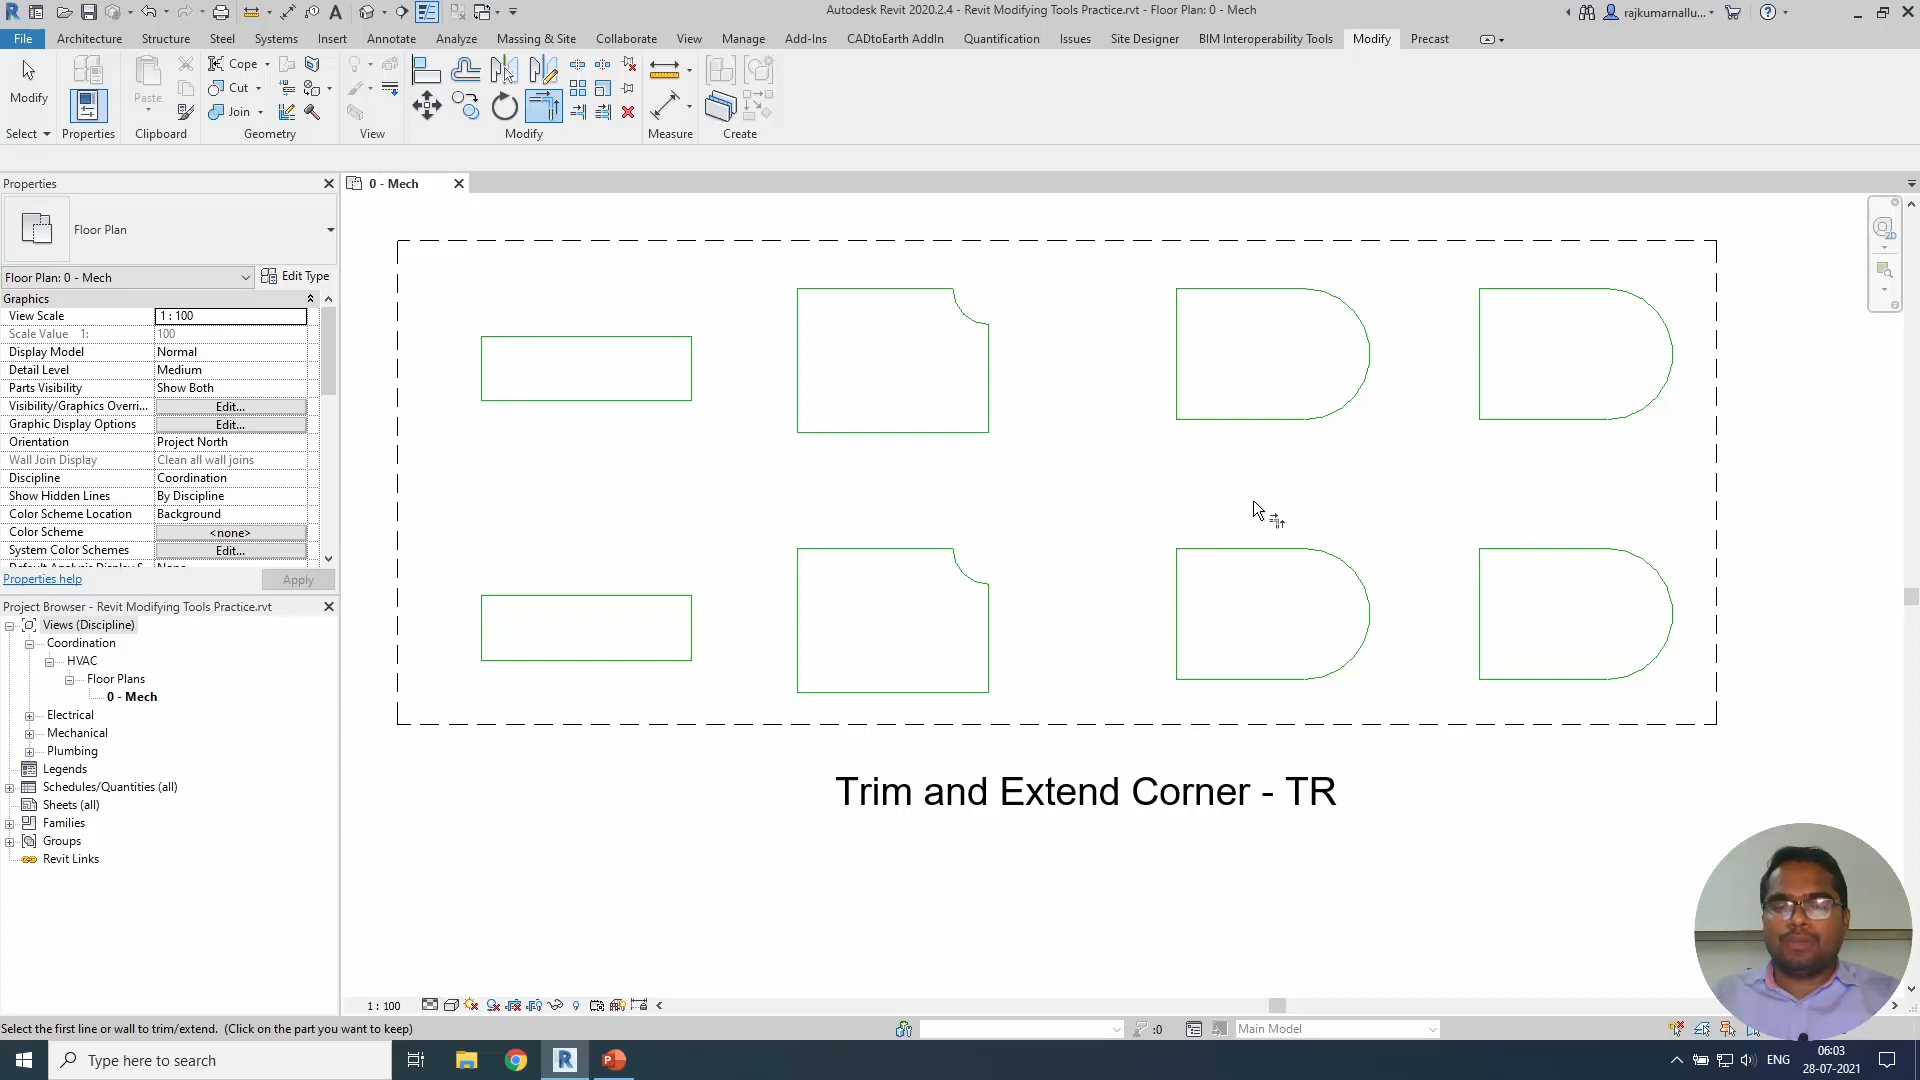 Autodesk Revit 2020.2.4 - Revit Modifying Tools Practice.rvt - Floor Plan: 0 - Mech
rajkumarnallu...
File Architecture Structure Steel Systems Insert Annotate Analyze Massing & Site Collaborate View Manage Add-Ins CADtoEarth AddIn Quantification Issues Site Designer BIM Interoperability Tools Modify Precast
Modify
Paste
Cope
Cut
Join
Select Properties Clipboard Geometry View Modify Measure Create
Properties
0 - Mech
Floor Plan
Floor Plan: 0 - Mech Edit Type
Graphics
View Scale 1 : 100
Scale Value 1: 100
Display Model Normal
Detail Level Medium
Parts Visibility Show Both
Visibility/Graphics Overri... Edit...
Graphic Display Options Edit...
Orientation Project North
Wall Join Display Clean all wall joins
Discipline Coordination
Show Hidden Lines By Discipline
Color Scheme Location Background
Color Scheme <none>
System Color Schemes Edit...
Properties help Apply
Project Browser - Revit Modifying Tools Practice.rvt
Views (Discipline)
Coordination
HVAC
Floor Plans
0 - Mech
Electrical
Mechanical
Plumbing
Legends
Schedules/Quantities (all)
Sheets (all)
Families
Groups
Revit Links
Trim and Extend Corner - TR
1 : 100
Select the first line or wall to trim/extend. (Click on the part you want to keep)
:0
Main Model
Type here to search
ENG
06:03
28-07-2021